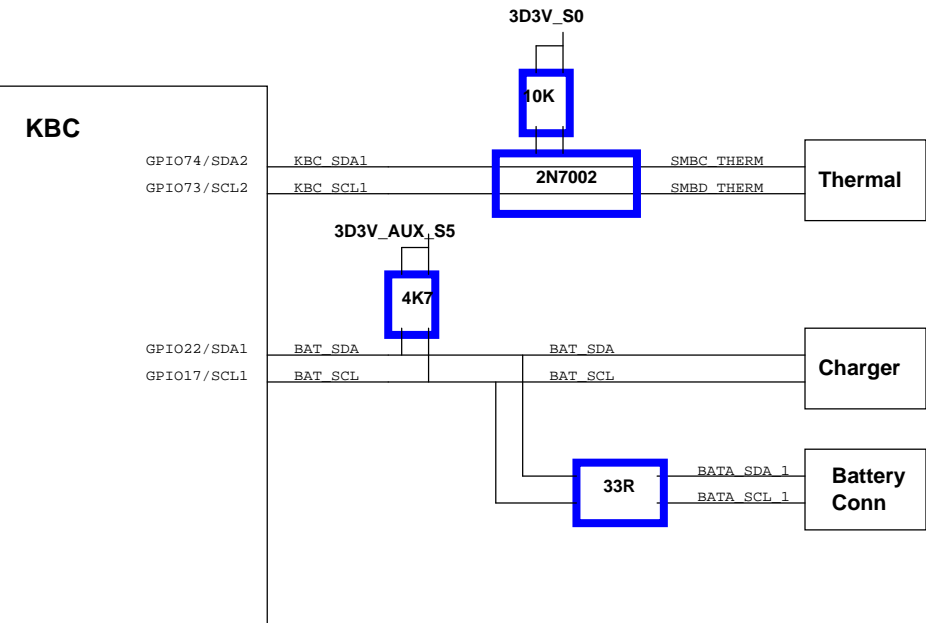 3D3V_S0
10K
KBC
GPIO74/SDA2 KBC_SDA1 SMBC_THERM
2N7002 Thermal
GPIO73/SCL2 KBC_SCL1 SMBD_THERM
3D3V_AUX_S5
4K7
GPIO22/SDA1 BAT_SDA BAT_SDA
Charger
GPIO17/SCL1 BAT_SCL BAT_SCL
BATA_SDA_1 Battery
33R
BATA_SCL_1 Conn